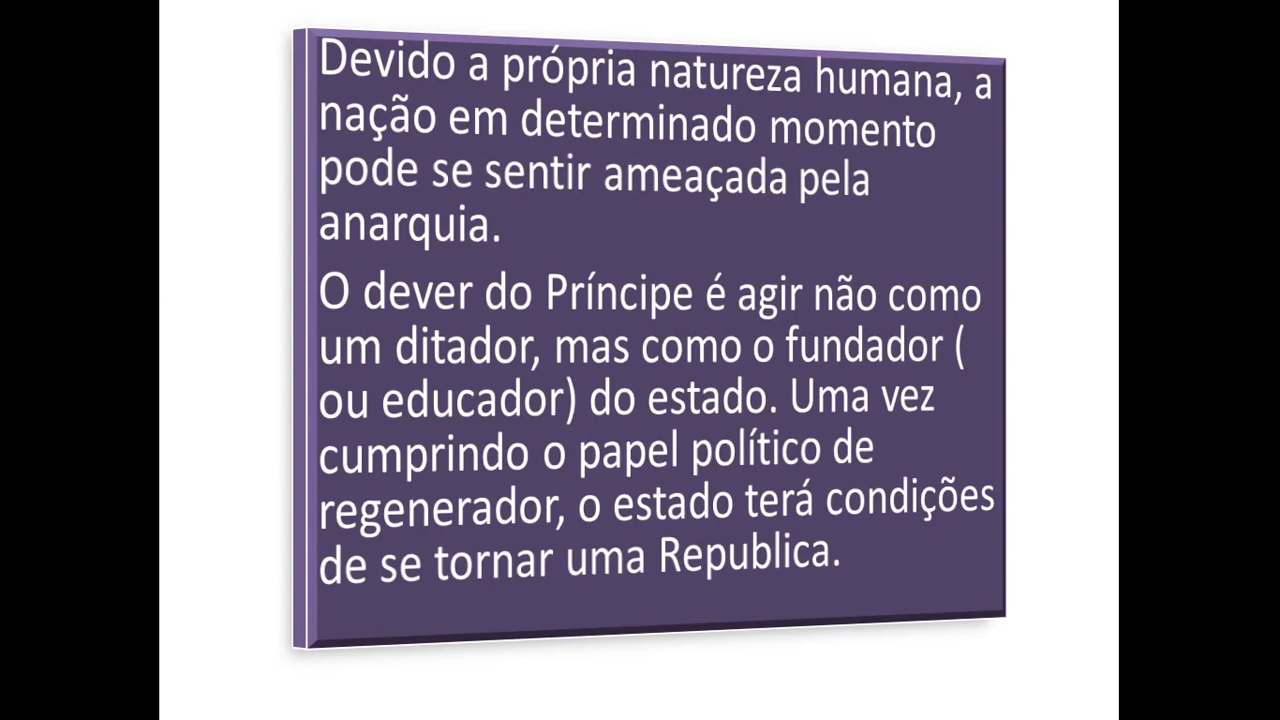 Devido a própria natureza humana, a
nação em determinado momento
pode se sentir ameaçada pela
anarquia.
O dever do Príncipe é agir não como
um ditador, mas como o fundador (
ou educador) do estado. Uma vez
cumprindo o papel político de
regenerador, o estado terá condições
de se tornar uma Republica.